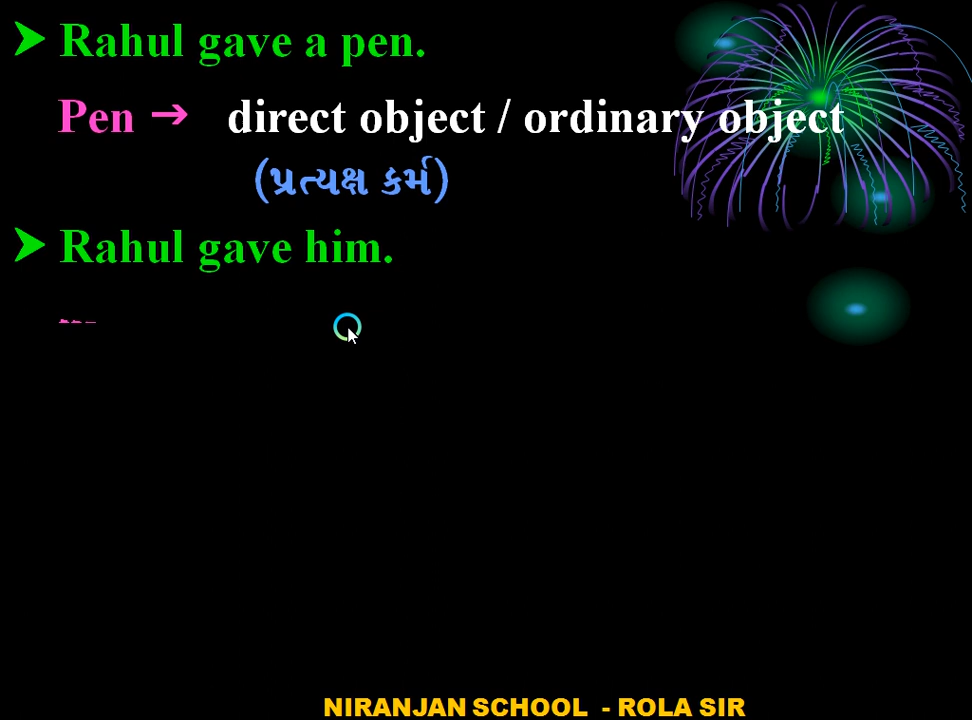 ➤ Rahul gave a pen.
Pen → direct object / ordinary object
(પ્રત્યક્ષ કર્મ)
➤ Rahul gave him.
NIRANJAN SCHOOL - ROLA SIR